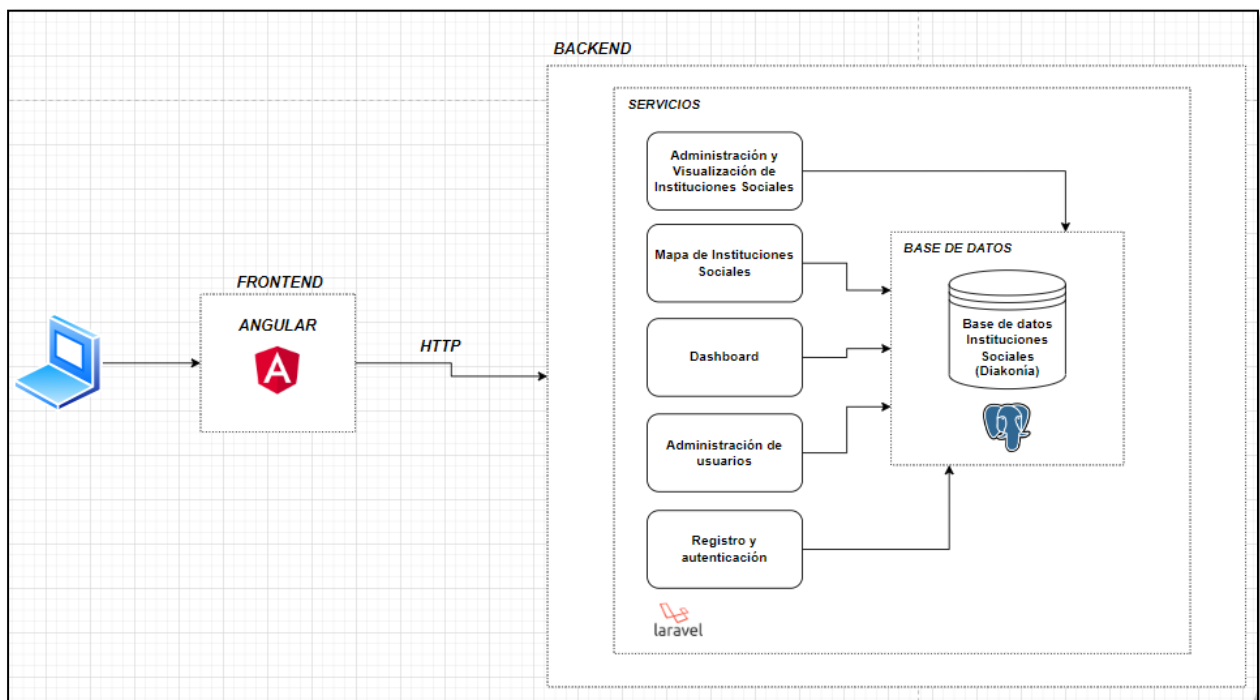 BACKEND
SERVICIOS
Administración y
Visualización de
Instituciones Sociales
Mapa de Instituciones
Sociales
BASE DE DATOS
Base de datos
Instituciones
Sociales
(Diakonía)
FRONTEND
ANGULAR
A
HTTP
Dashboard
Administración de
usuarios
Registro y
autenticación
laravel